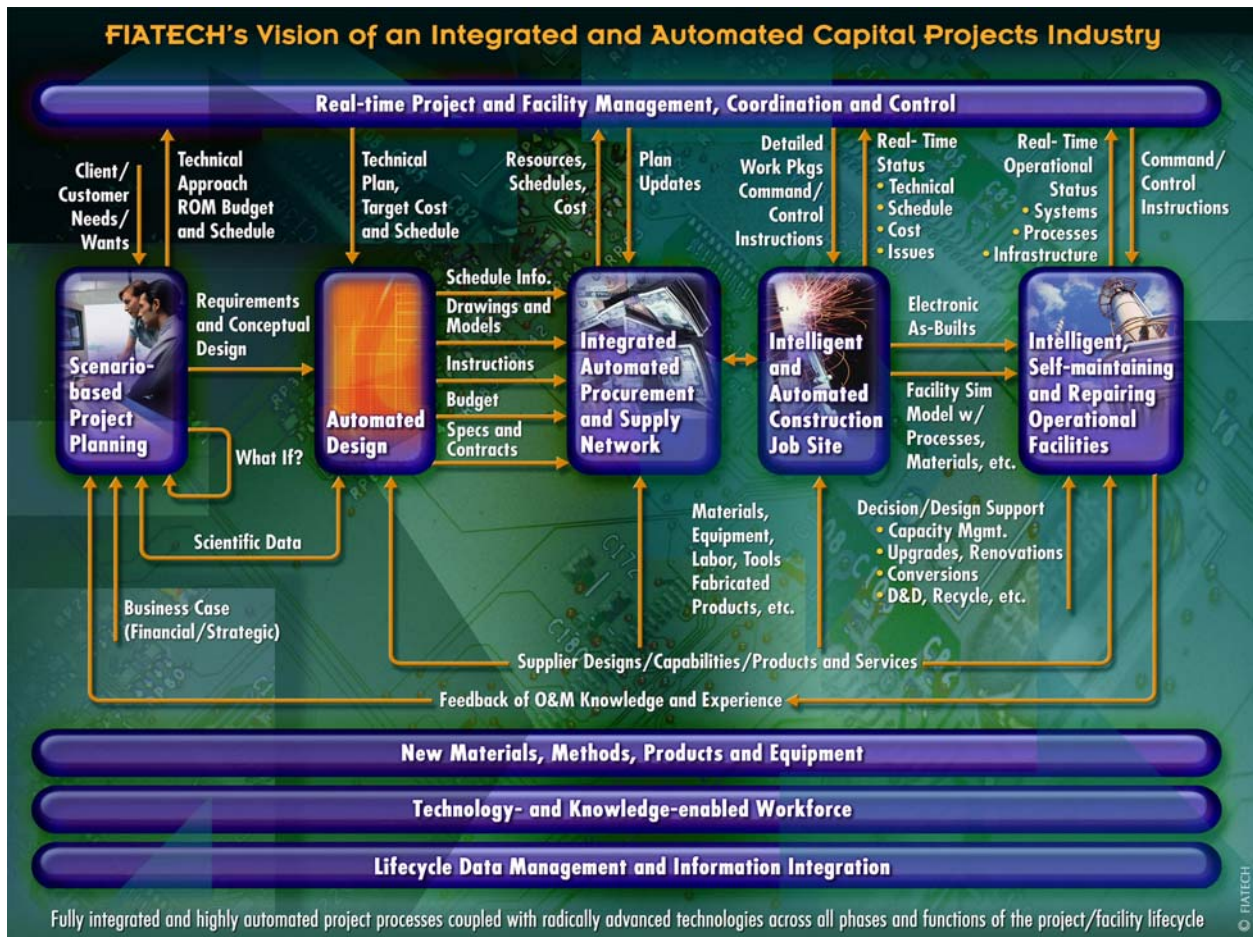 FIATECH's Vision of an Integrated and Automated Capital Projects Industry
Real-time Project and Facility Management, Coordination and Control
Client/
Customer
Needs/
Wants
Technical
Approach
ROM Budget
and Schedule
Technical
Plan,
Target Cost
and Schedule
Resources,
Schedules,
Cost
Plan
Updates
Detailed
Work Pkgs
Command/
Control
Instructions
Real- Time
Status
• Technical
• Schedule
• Cost
• Issues
Real- Time
Operational
Status
• Systems
• Processes
• Infrastructure
Command/
Control
Instructions
Scenario-
based
Project
Planning
Requirements
and Conceptual
Design
Automated
Design
Schedule Info.
Drawings and
Models
Instructions
Budget
Specs and
Contracts
Integrated
Automated
Procurement
and Supply
Network
Intelligent
and
Automated
Construction
Job Site
Electronic
As-Builts
Facility Sim
Model w/
Processes,
Materials, etc.
Intelligent,
Self-maintaining
and Repairing
Operational
Facilities
What If?
Scientific Data
Business Case
(Financial/Strategic)
Materials,
Equipment,
Labor, Tools
Fabricated
Products, etc.
Decision/Design Support
• Capacity Mgmt.
• Upgrades, Renovations
• Conversions
• D&D, Recycle, etc.
Supplier Designs/Capabilities/Products and Services
Feedback of O&M Knowledge and Experience
New Materials, Methods, Products and Equipment
Technology- and Knowledge-enabled Workforce
Lifecycle Data Management and Information Integration
Fully integrated and highly automated project processes coupled with radically advanced technologies across all phases and functions of the project/facility lifecycle
© FIATECH